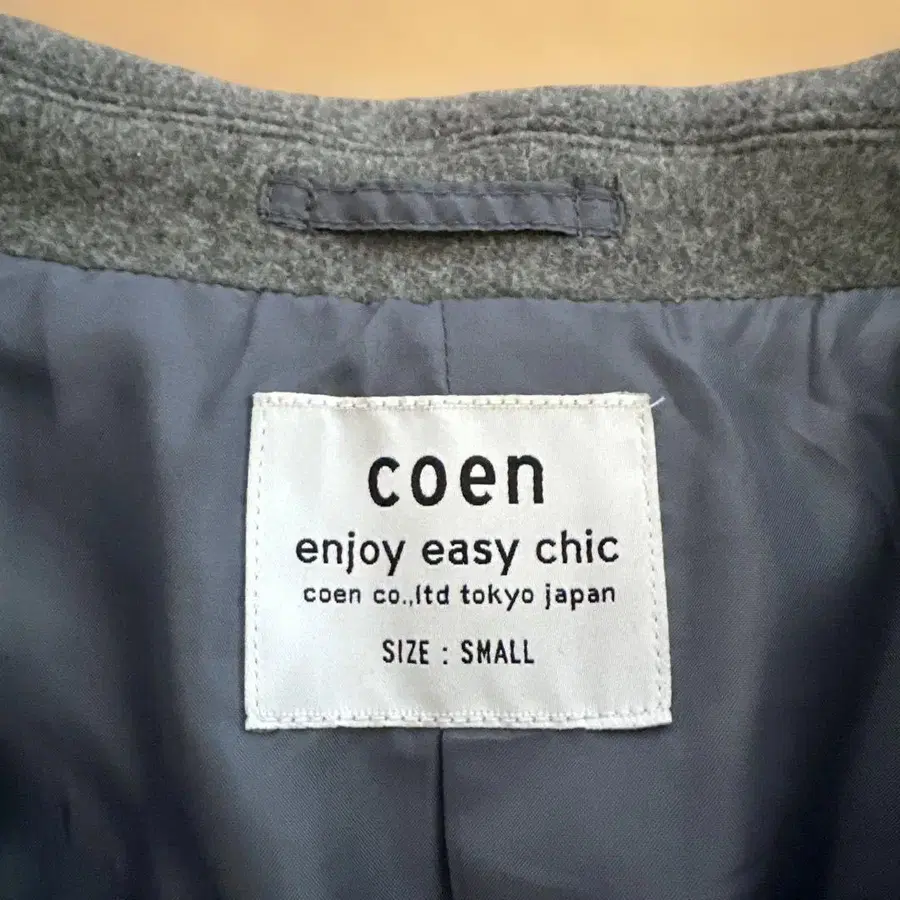 coen
enjoy easy chic
coen co.,ltd tokyo japan
SIZE : SMALL